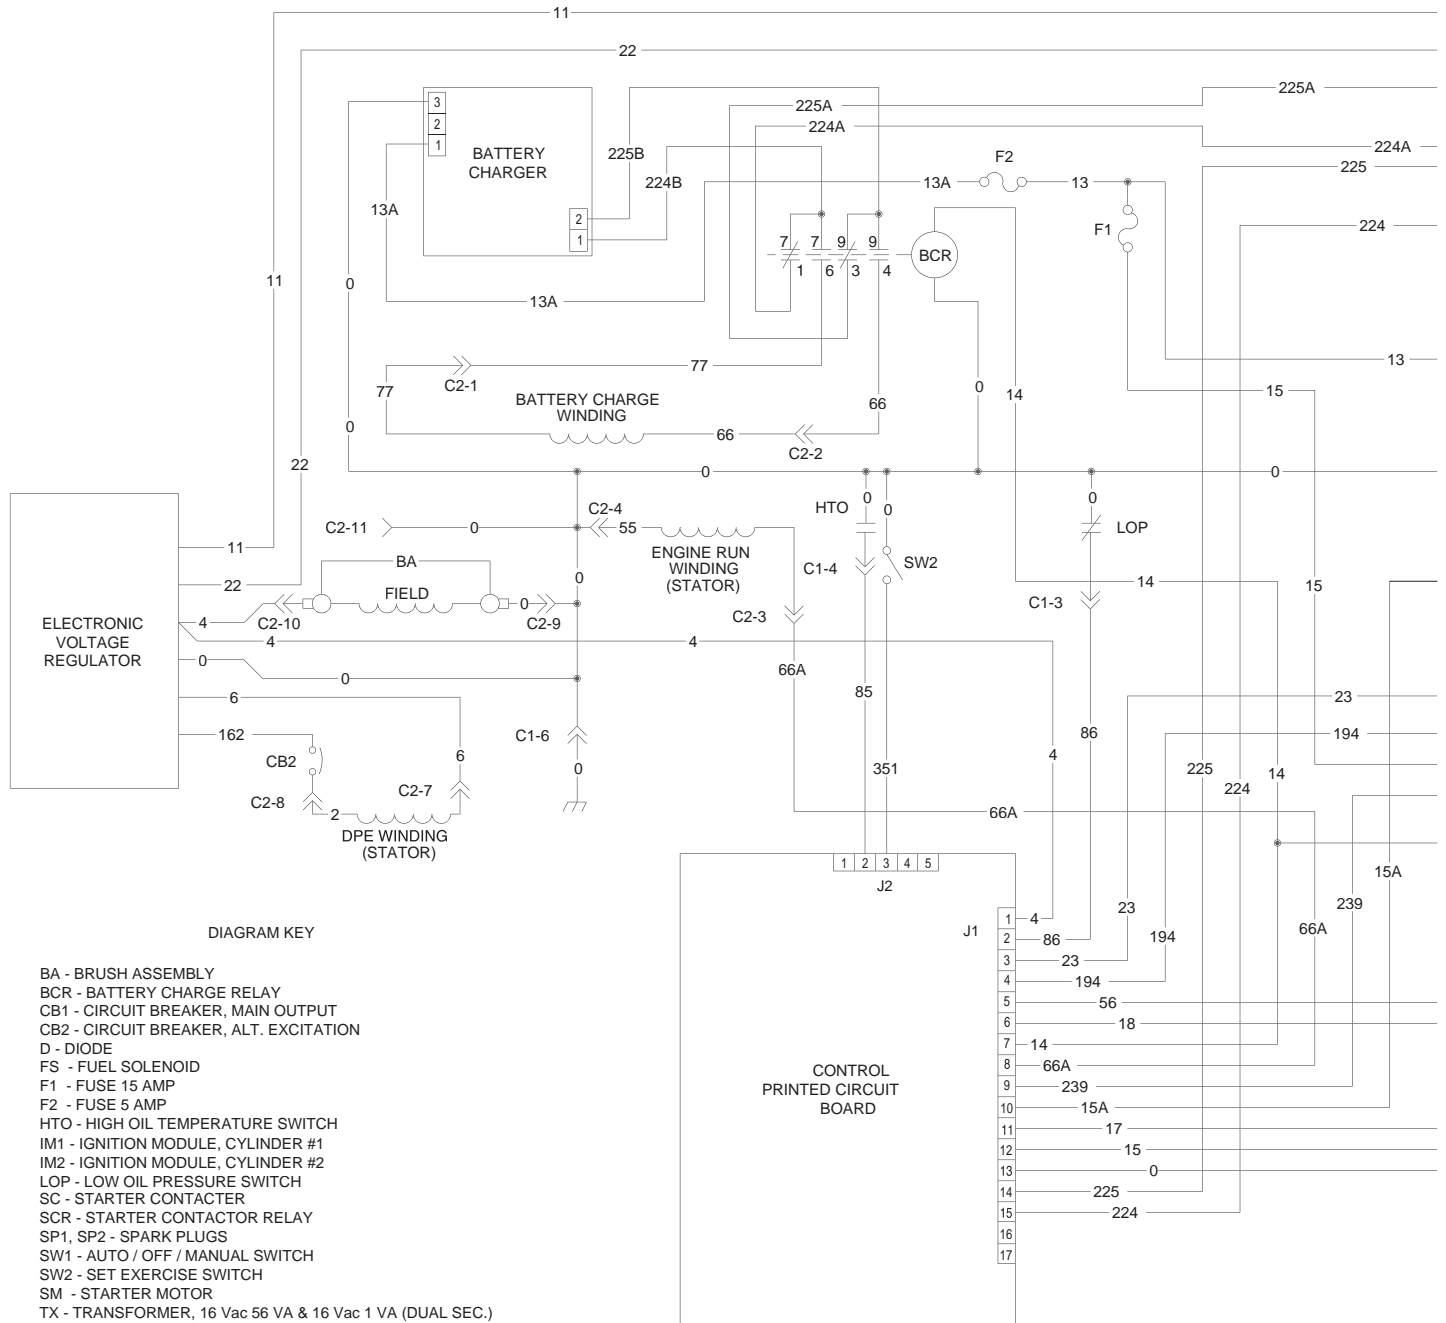 11
22
225A
225A
224A
3
2
1
BATTERY
CHARGER
225B
224B
F2
224A
225
13A
13
13A
2
1
F1
224
7
7
9
9
BCR
1
6
3
4
11
0
13A
C2-1
77
13
77
BATTERY CHARGE
WINDING
0
14
15
66
0
66
C2-2
22
0
0
C2-11
0
C2-4
55
HTO
0
0
0
LOP
11
BA
ENGINE RUN
WINDING
(STATOR)
C1-4
SW2
22
FIELD
0
14
15
C1-3
4
C2-10
0
C2-9
C2-3
ELECTRONIC
VOLTAGE
REGULATOR
4
4
0
0
66A
85
6
23
162
C1-6
86
194
CB2
6
0
351
4
225
14
C2-8
C2-7
224
2
66A
DPE WINDING
(STATOR)
1 2 3 4 5
J2
15A
239
23
66A
194
DIAGRAM KEY
J1
1 4
2 86
3 23
4 194
5 56
6 18
7 14
8 66A
9 239
10 15A
11 17
12 15
13 0
14 225
15 224
16
17
CONTROL
PRINTED CIRCUIT
BOARD
BA - BRUSH ASSEMBLY
BCR - BATTERY CHARGE RELAY
CB1 - CIRCUIT BREAKER, MAIN OUTPUT
CB2 - CIRCUIT BREAKER, ALT. EXCITATION
D - DIODE
FS - FUEL SOLENOID
F1 - FUSE 15 AMP
F2 - FUSE 5 AMP
HTO - HIGH OIL TEMPERATURE SWITCH
IM1 - IGNITION MODULE, CYLINDER #1
IM2 - IGNITION MODULE, CYLINDER #2
LOP - LOW OIL PRESSURE SWITCH
SC - STARTER CONTACTER
SCR - STARTER CONTACTOR RELAY
SP1, SP2 - SPARK PLUGS
SW1 - AUTO / OFF / MANUAL SWITCH
SW2 - SET EXERCISE SWITCH
SM - STARTER MOTOR
TX - TRANSFORMER, 16 Vac 56 VA & 16 Vac 1 VA (DUAL SEC.)